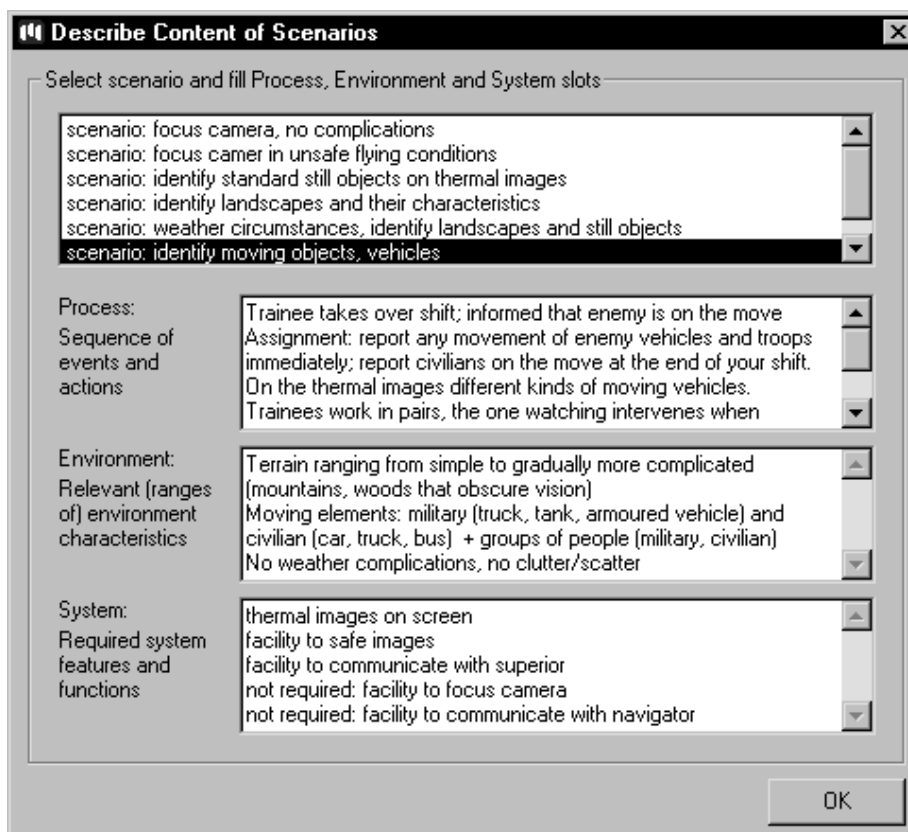 Describe Content of Scenarios
Select scenario and fill Process, Environment and System slots
scenario: focus camera, no complications
scenario: focus camer in unsafe flying conditions
scenario: identify standard still objects on thermal images
scenario: identify landscapes and their characteristics
scenario: weather circumstances, identify landscapes and still objects
scenario: identify moving objects, vehicles
Process:
Sequence of
events and
actions
Trainee takes over shift; informed that enemy is on the move
Assignment: report any movement of enemy vehicles and troops
immediately; report civilians on the move at the end of your shift.
On the thermal images different kinds of moving vehicles.
Trainees work in pairs, the one watching intervenes when
Environment:
Relevant (ranges
of) environment
characteristics
Terrain ranging from simple to gradually more complicated
(mountains, woods that obscure vision)
Moving elements: military (truck, tank, armoured vehicle) and
civilian (car, truck, bus) + groups of people (military, civilian)
No weather complications, no clutter/scatter
System:
Required system
features and
functions
thermal images on screen
facility to safe images
facility to communicate with superior
not required: facility to focus camera
not required: facility to communicate with navigator
OK